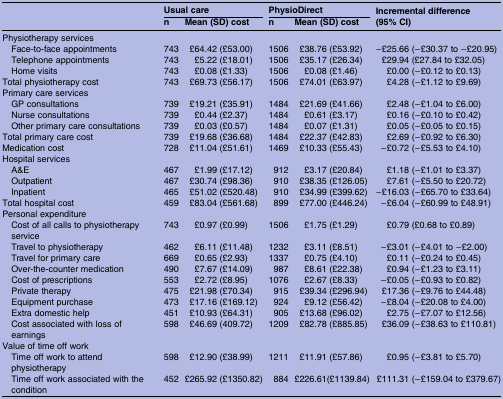 Usual care PhysioDirect Incremental difference
n Mean (SD) cost n Mean (SD) cost (95% CI)
Physiotherapy services
Face-to-face appointments 743 £64.42 (£53.00) 1506 £38.76 (£53.92) −£25.66 (−£30.37 to −£20.95)
Telephone appointments 743 £5.22 (£18.01) 1506 £35.17 (£26.34) £29.94 (£27.84 to £32.05)
Home visits 743 £0.08 (£1.33) 1506 £0.08 (£1.46) £0.00 (−£0.12 to £0.13)
Total physiotherapy cost 743 £69.73 (£56.17) 1506 £74.01 (£63.97) £4.28 (−£1.12 to £9.69)
Primary care services
GP consultations 739 £19.21 (£35.91) 1484 £21.69 (£41.66) £2.48 (−£1.04 to £6.00)
Nurse consultations 739 £0.44 (£2.37) 1484 £0.61 (£3.17) £0.16 (−£0.10 to £0.42)
Other primary care consultations 739 £0.03 (£0.57) 1484 £0.07 (£1.31) £0.05 (−£0.05 to £0.15)
Total primary care cost 739 £19.68 (£36.68) 1484 £22.37 (£42.83) £2.69 (−£0.92 to £6.30)
Medication cost 728 £11.04 (£51.61) 1469 £10.33 (£55.43) −£0.72 (−£5.53 to £4.10)
Hospital services
A&E 467 £1.99 (£17.12) 912 £3.17 (£20.84) £1.18 (−£1.01 to £3.37)
Outpatient 467 £30.74 (£98.36) 910 £38.35 (£126.05) £7.61 (−£5.50 to £20.72)
Inpatient 465 £51.02 (£520.48) 910 £34.99 (£399.62) −£16.03 (−£65.70 to £33.64)
Total hospital cost 459 £83.04 (£561.68) 899 £77.00 (£446.24) −£6.04 (−£60.99 to £48.91)
Personal expenditure
Cost of all calls to physiotherapy 743 £0.97 (£0.99) 1506 £1.75 (£1.29) £0.79 (£0.68 to £0.89)
service
Travel to physiotherapy 462 £6.11 (£11.48) 1232 £3.11 (£8.51) −£3.01 (−£4.01 to −£2.00)
Travel for primary care 669 £0.65 (£2.93) 1337 £0.75 (£4.10) £0.11 (−£0.24 to £0.45)
Over-the-counter medication 490 £7.67 (£14.09) 987 £8.61 (£22.38) £0.94 (−£1.23 to £3.11)
Cost of prescriptions 553 £2.72 (£8.95) 1076 £2.67 (£8.33) −£0.05 (−£0.93 to £0.82)
Private therapy 475 £21.98 (£70.34) 915 £39.34 (£296.94) £17.36 (−£9.76 to £44.48)
Equipment purchase 473 £17.16 (£169.12) 924 £9.12 (£56.42) −£8.04 (−£20.08 to £4.00)
Extra domestic help 451 £10.93 (£64.31) 905 £13.68 (£96.02) £2.75 (−£7.07 to £12.56)
Cost associated with loss of 598 £46.69 (409.72) 1209 £82.78 (£885.85) £36.09 (−£38.63 to £110.81)
earnings
Value of time off work
Time off work to attend 598 £12.90 (£38.99) 1211 £11.91 (£57.86) £0.95 (−£3.81 to £5.70)
physiotherapy
Time off work associated with the 452 £265.92 (£1350.82) 884 £226.61(£1139.84) £111.31 (−£159.04 to £379.67)
condition